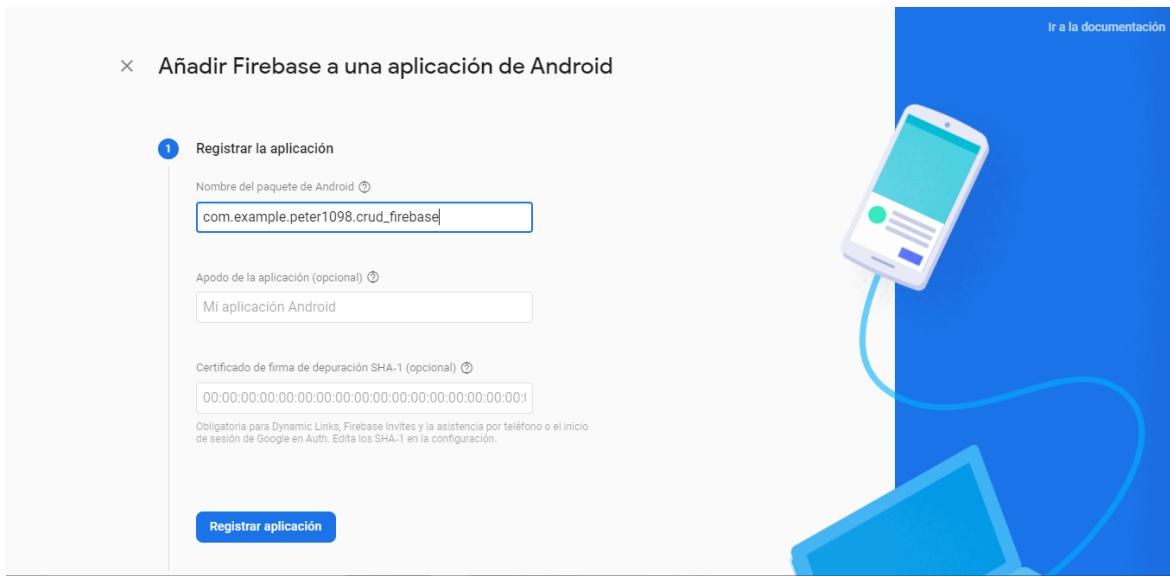 Ir a la documentación
Añadir Firebase a una aplicación de Android
1 Registrar la aplicación
Nombre del paquete de Android
com.example.peter1098.crud_firebase
Apodo de la aplicación (opcional)
Mi aplicación Android
Certificado de firma de depuración SHA-1 (opcional)
00:00:00:00:00:00:00:00:00:00:00:00:00:00:00:00:00:
Obligatoria para Dynamic Links, Firebase Invites y la asistencia por teléfono o el inicio
de sesión de Google en Auth. Edita los SHA-1 en la configuración.
Registrar aplicación